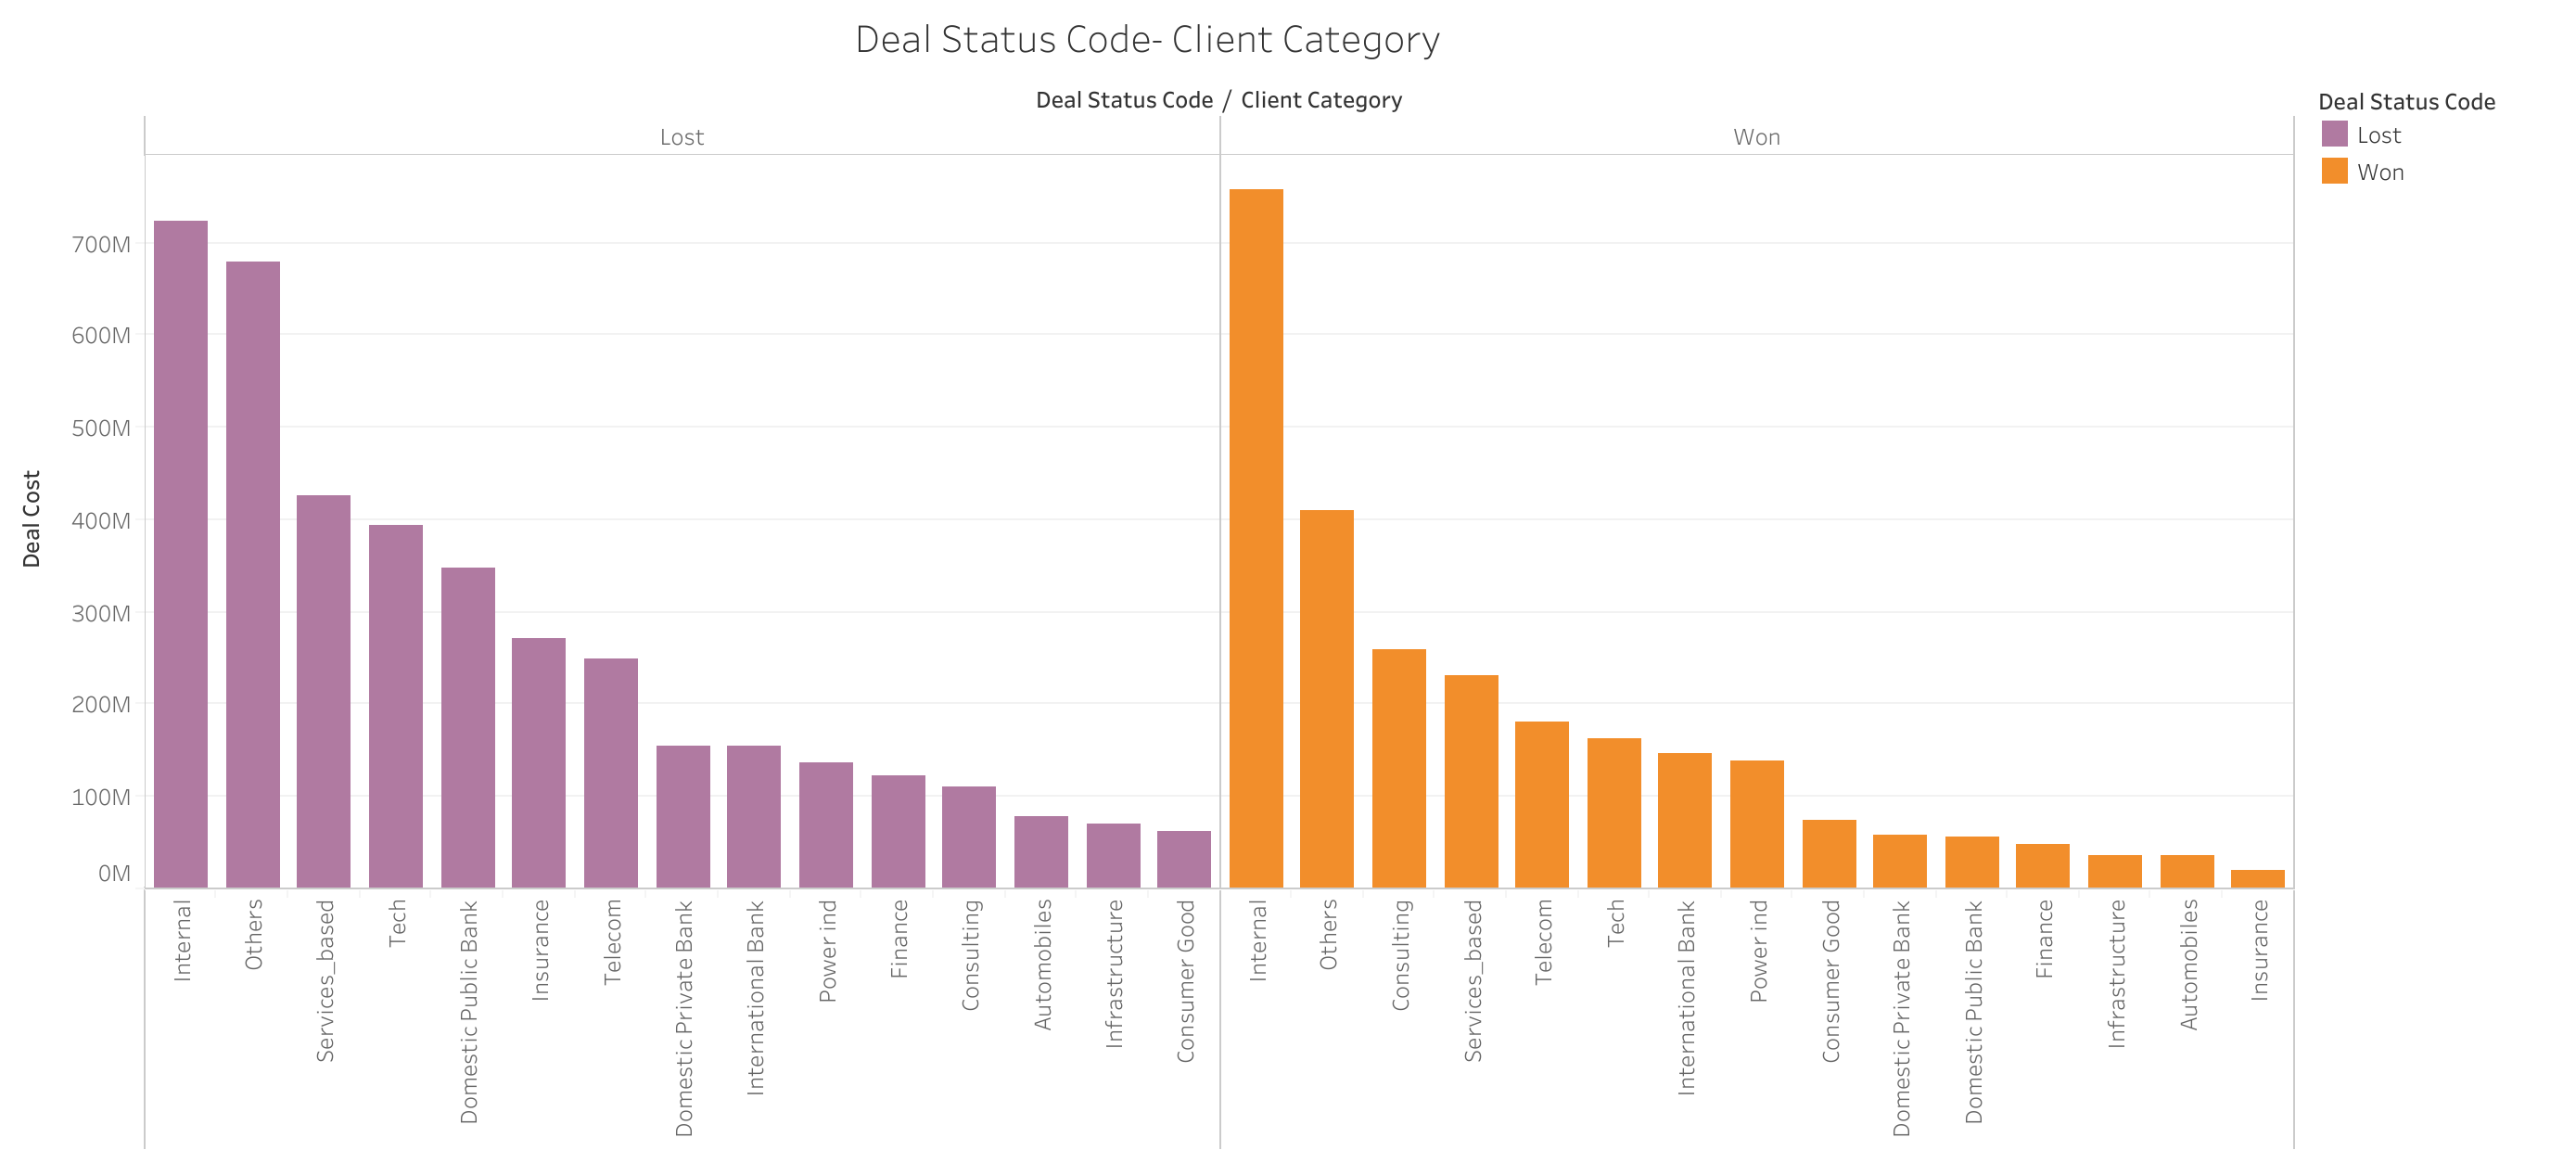 Deal Status Code- Client Category
Deal Status Code / Client Category
Lost
Won
Deal Status Code
Lost
Won
Deal Cost
700M
600M
500M
400M
300M
200M
100M
0M
Internal
Others
Services_based
Tech
Domestic Public Bank
Insurance
Telecom
Domestic Private Bank
International Bank
Power ind
Finance
Consulting
Automobiles
Infrastructure
Consumer Good
Internal
Others
Consulting
Services_based
Telecom
Tech
International Bank
Power ind
Consumer Good
Domestic Private Bank
Domestic Public Bank
Finance
Infrastructure
Automobiles
Insurance